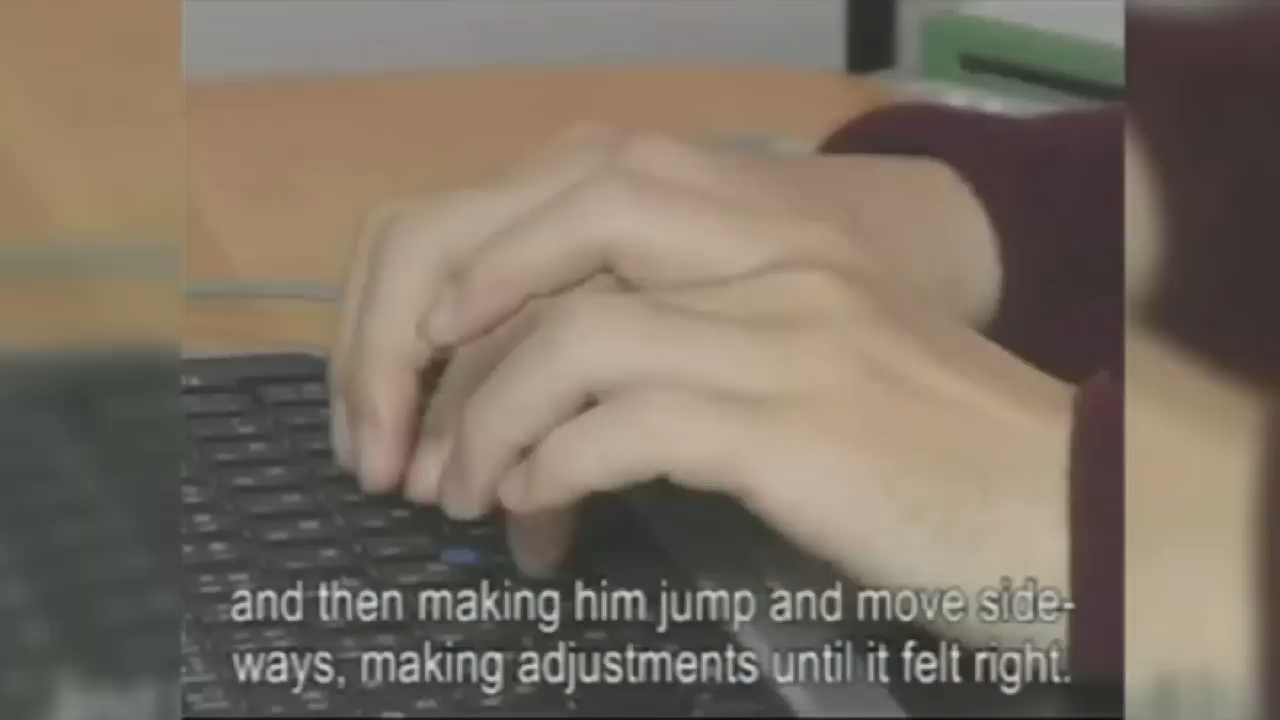 and then making him jump and move side-
ways, making adjustments until it felt right.